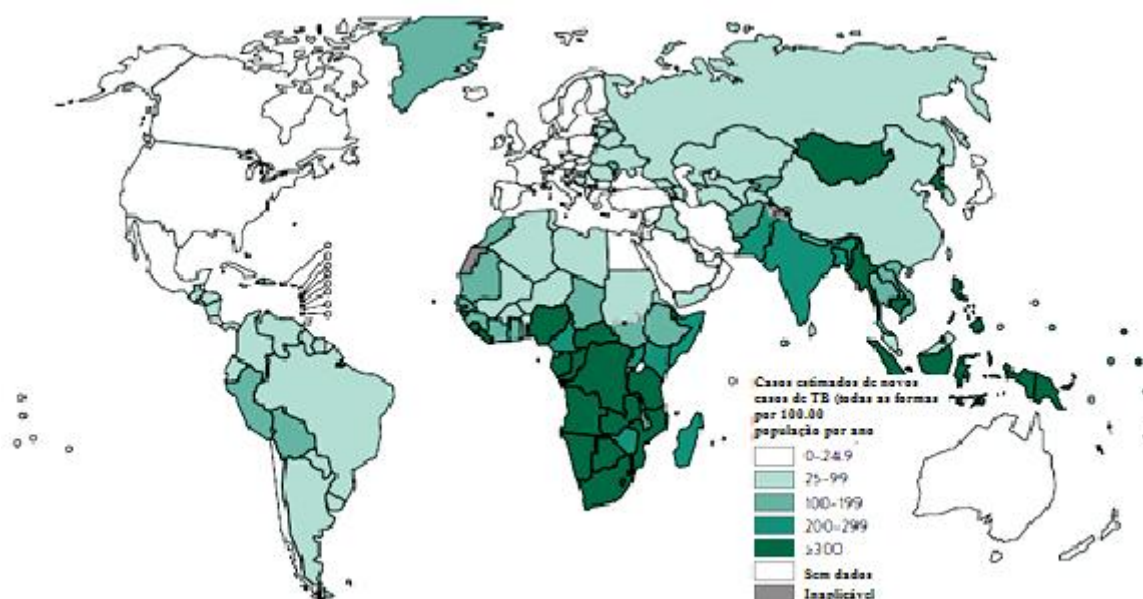 Casos estimados de novos
casos de TB (todas as formas
por 100.00
população por ano
0-24.9
25-99
100-199
200-299
≥300
Sem dados
Inaplicável